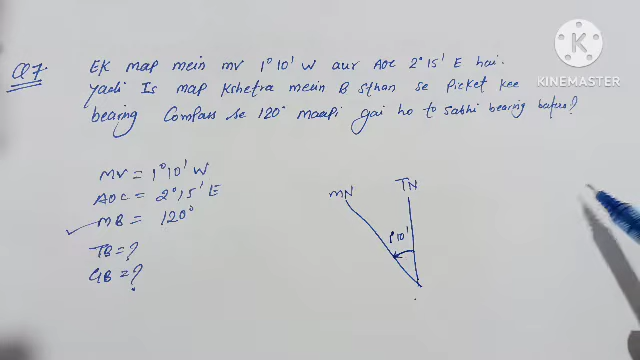 Q7
EK map mein mv 1° 10' W aur AOC 2° 15' E hai.
yadi Is map Kshetra mein B sthan se Picket kee
bearing Compass se 120° maapi gai ho to sabhi bearing batao?
MV = 1° 10' W
AOC = 2° 15' E
MB = 120°
TB = ?
GB = ?
MN TN
1° 10'
K
KINEMASTER